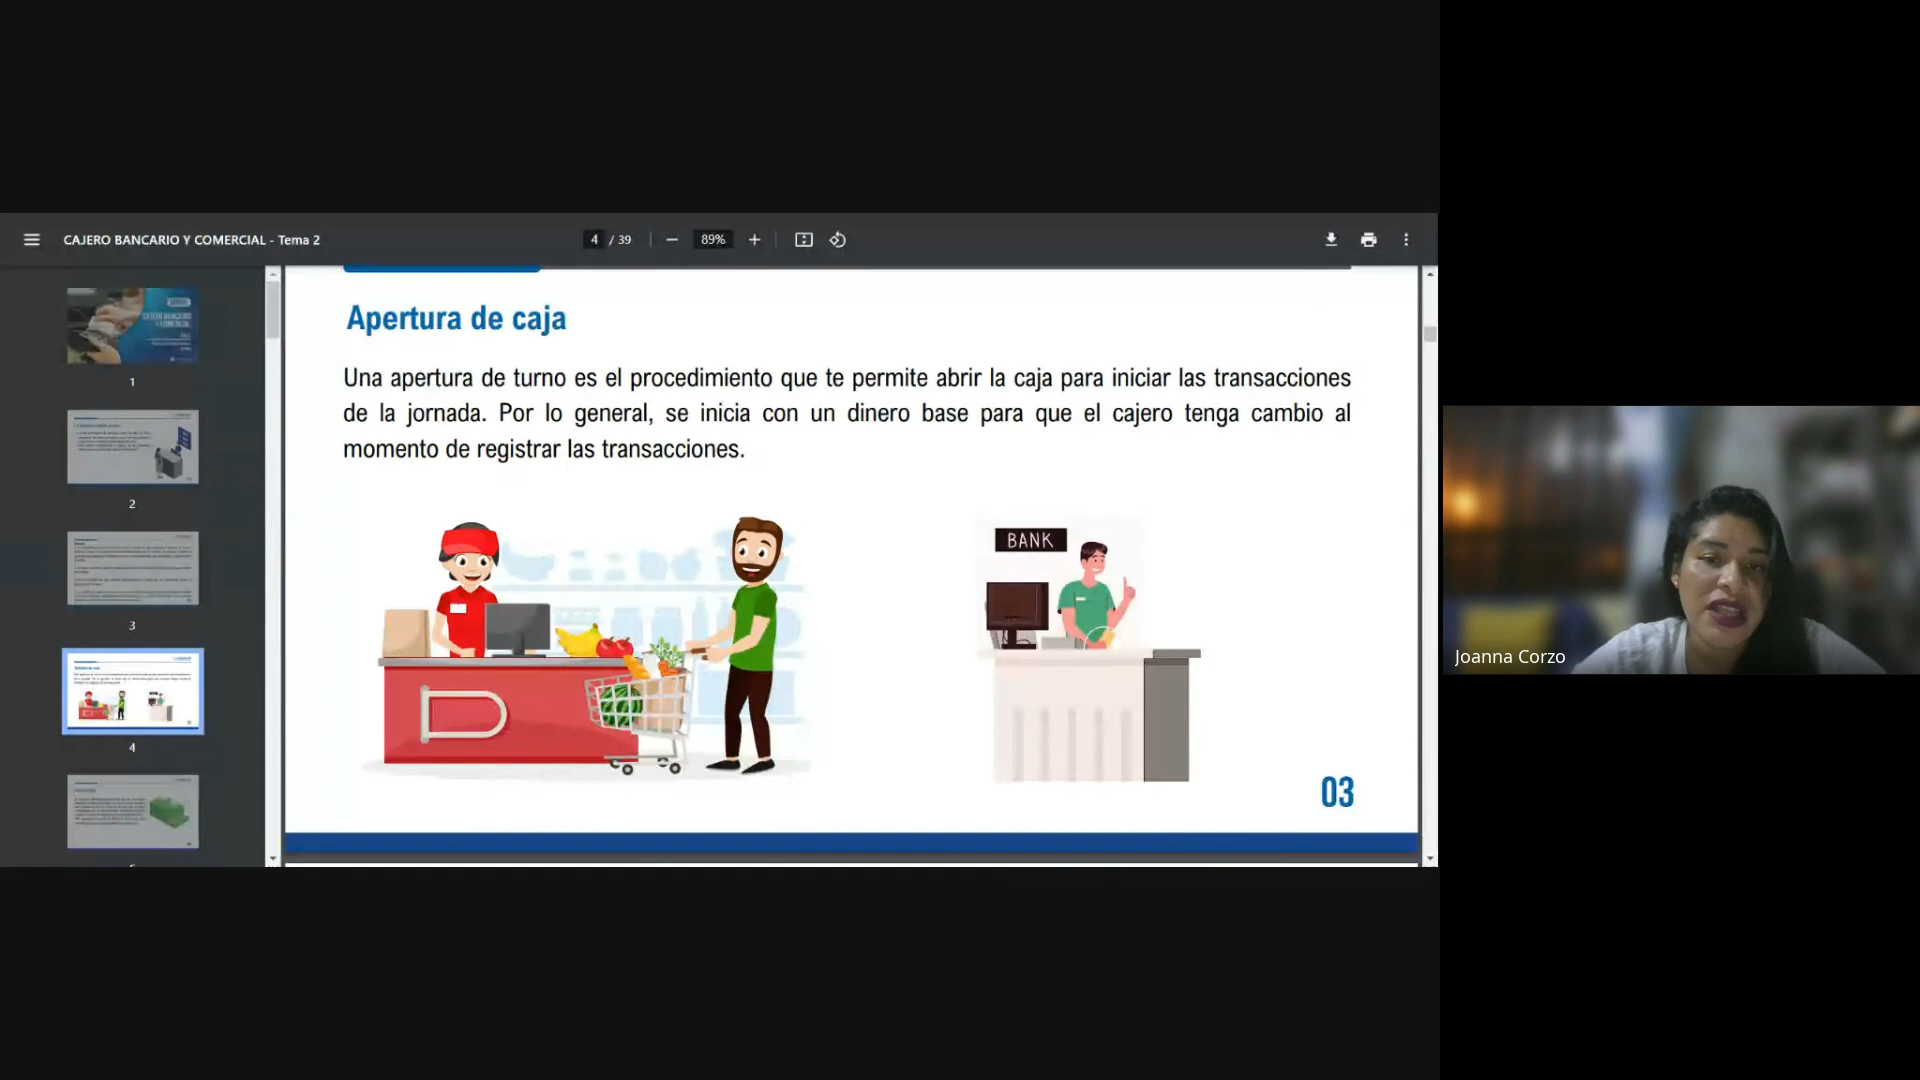 CAJERO BANCARIO Y COMERCIAL - Tema 2
4 / 39
89%
Apertura de caja
Una apertura de turno es el procedimiento que te permite abrir la caja para iniciar las transacciones
de la jornada. Por lo general, se inicia con un dinero base para que el cajero tenga cambio al
momento de registrar las transacciones.
BANK
03
1
2
3
4
Joanna Corzo